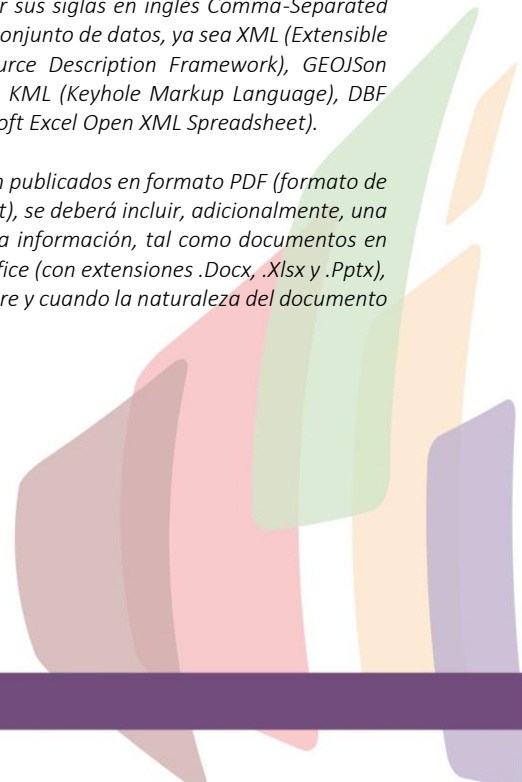 r sus siglas en inglés Comma-Separated
onjunto de datos, ya sea XML (Extensible
urce Description Framework), GEOJSon
KML (Keyhole Markup Language), DBF
oft Excel Open XML Spreadsheet).
n publicados en formato PDF (formato de
t), se deberá incluir, adicionalmente, una
a información, tal como documentos en
fice (con extensiones .Docx, .Xlsx y .Pptx),
re y cuando la naturaleza del documento